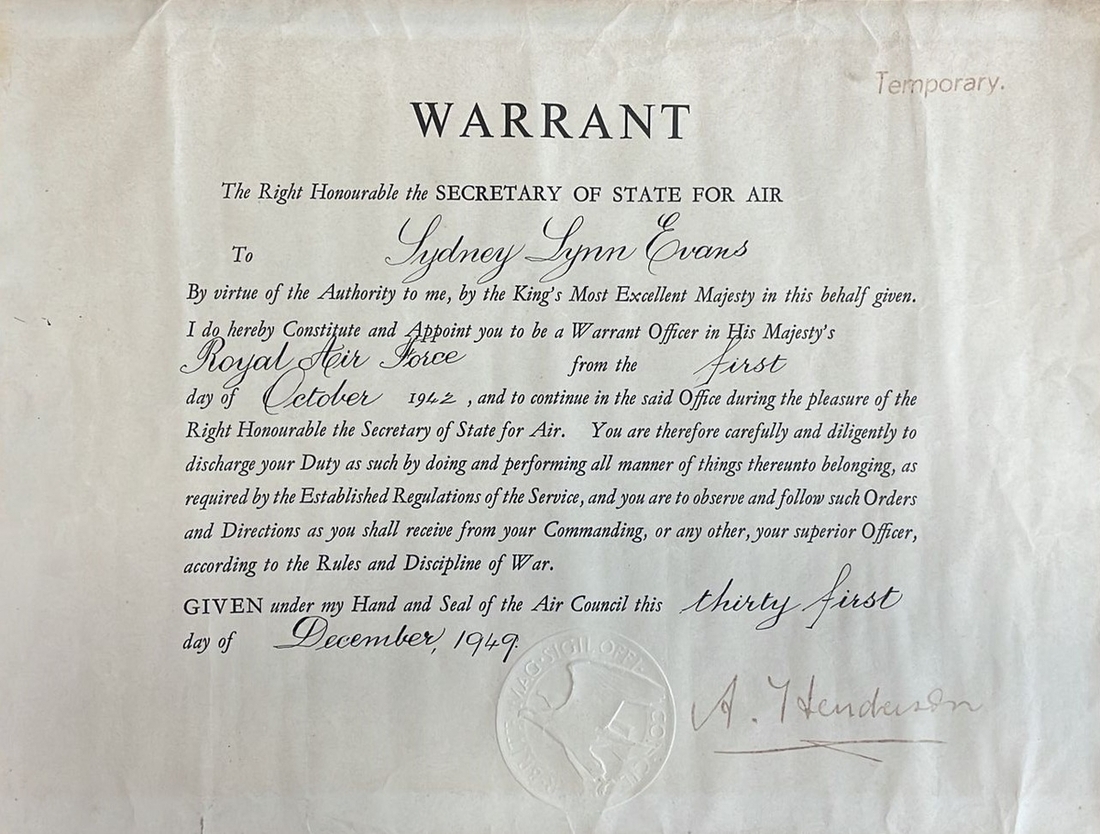 Temporary.
WARRANT
The Right Honourable the SECRETARY OF STATE FOR AIR
To Sydney Lynn Evans
By virtue of the Authority to me, by the King's Most Excellent Majesty in this behalf given.
I do hereby Constitute and Appoint you to be a Warrant Officer in His Majesty's
Royal Air Force from the first
day of October 1942, and to continue in the said Office during the pleasure of the
Right Honourable the Secretary of State for Air. You are therefore carefully and diligently to
discharge your Duty as such by doing and performing all manner of things thereunto belonging, as
required by the Established Regulations of the Service, and you are to observe and follow such Orders
and Directions as you shall receive from your Commanding, or any other, your superior Officer,
according to the Rules and Discipline of War.
GIVEN under my Hand and Seal of the Air Council this thirty first
day of December, 1949.
MAG·SIGIL·OFFI
A. Henderson